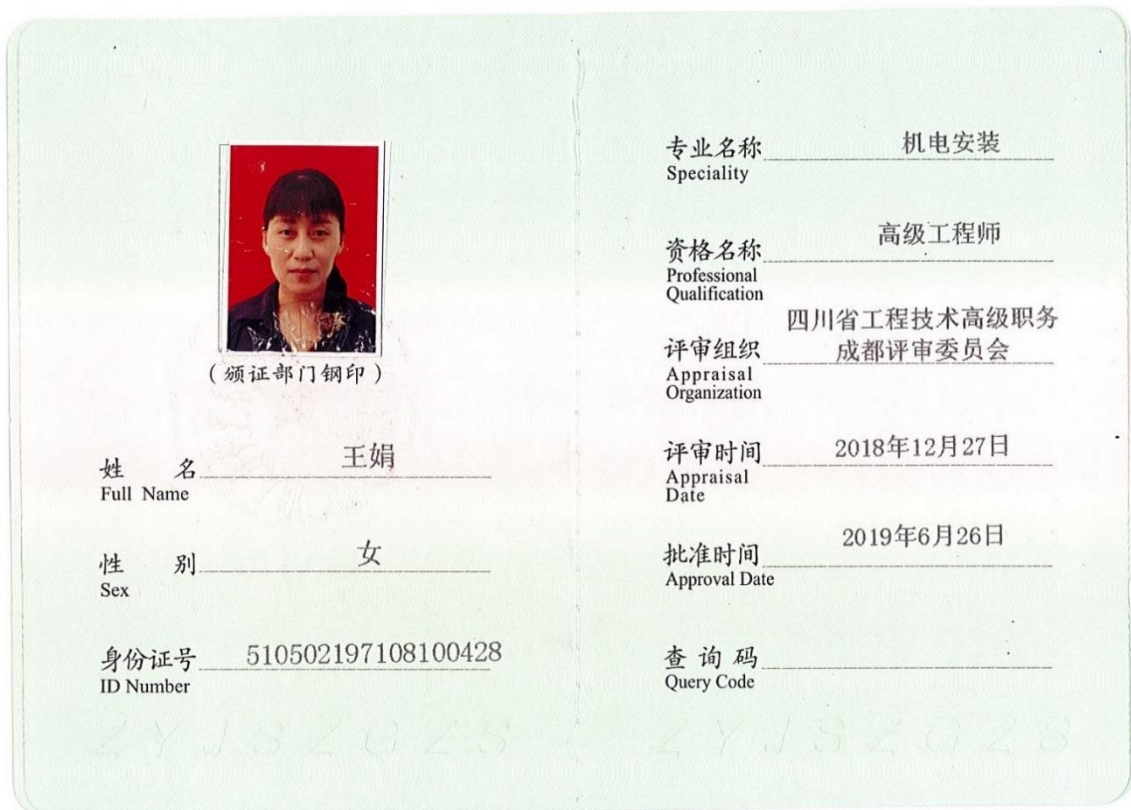 (颁证部门钢印)
姓 名 王娟
Full Name
性 别 女
Sex
身份证号 510502197108100428
ID Number
ZYJSZGZS
专业名称 机电安装
Speciality
资格名称 高级工程师
Professional
Qualification
四川省工程技术高级职务
评审组织 成都评审委员会
Appraisal
Organization
评审时间 2018年12月27日
Appraisal
Date
批准时间 2019年6月26日
Approval Date
查询码
Query Code
ZYJSZGZS